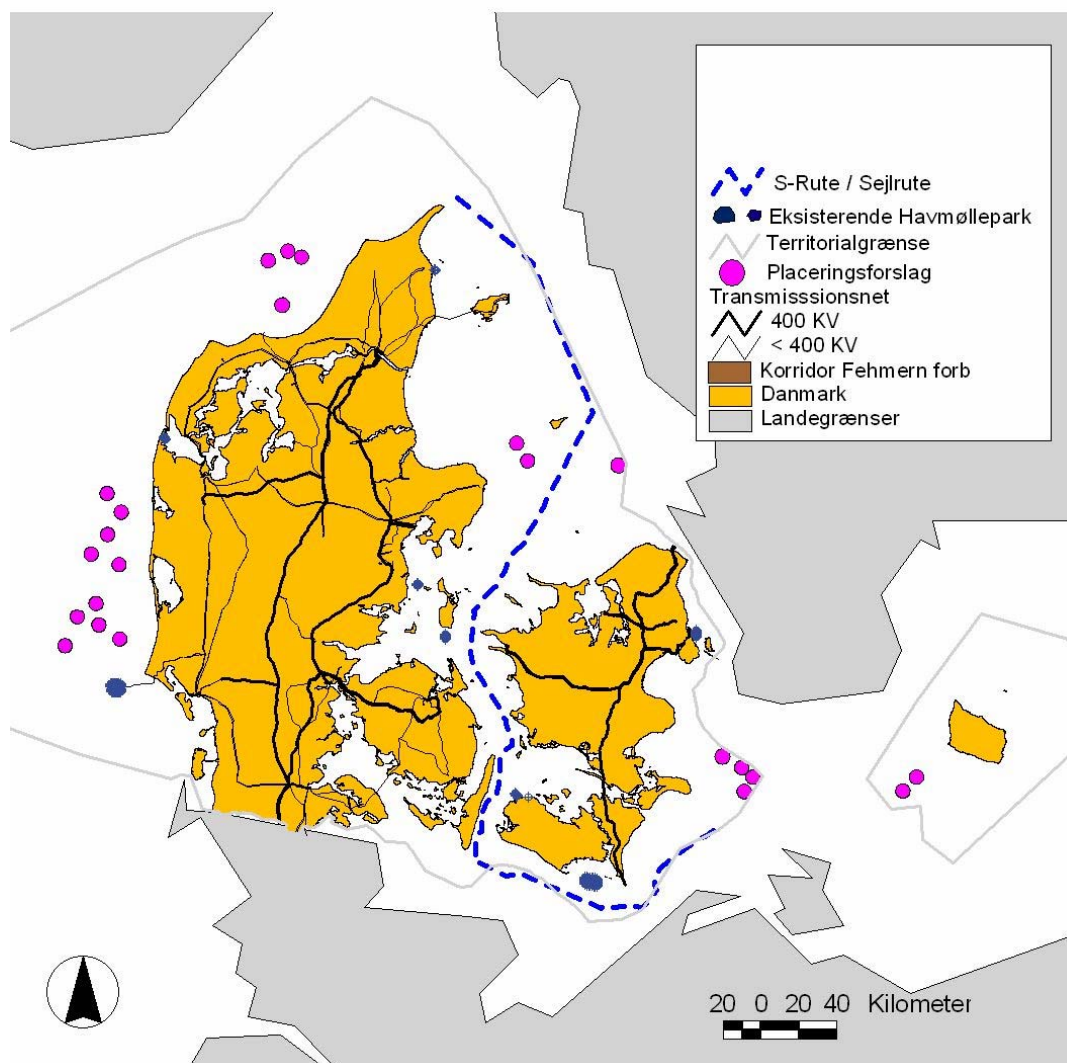 S-Rute / Sejlrute
Eksisterende Havmøllepark
Territorialgrænse
Placeringsforslag
Transmisssionsnet
400 KV
< 400 KV
Korridor Fehmern forb
Danmark
Landegrænser
20 0 20 40 Kilometer